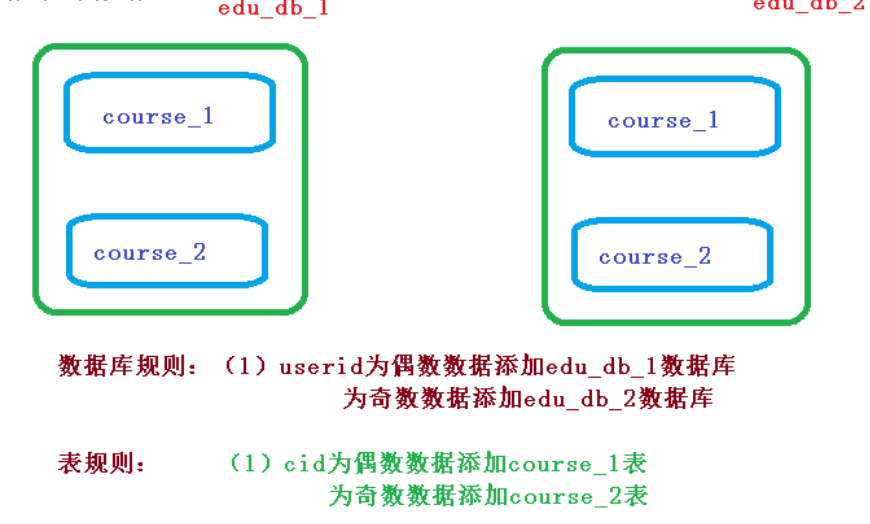 edu_db_1
edu_db_2
course_1
course_1
course_2
course_2
数据库规则：（1）userid为偶数数据添加edu_db_1数据库
为奇数数据添加edu_db_2数据库
表规则：（1）cid为偶数数据添加course_1表
为奇数数据添加course_2表